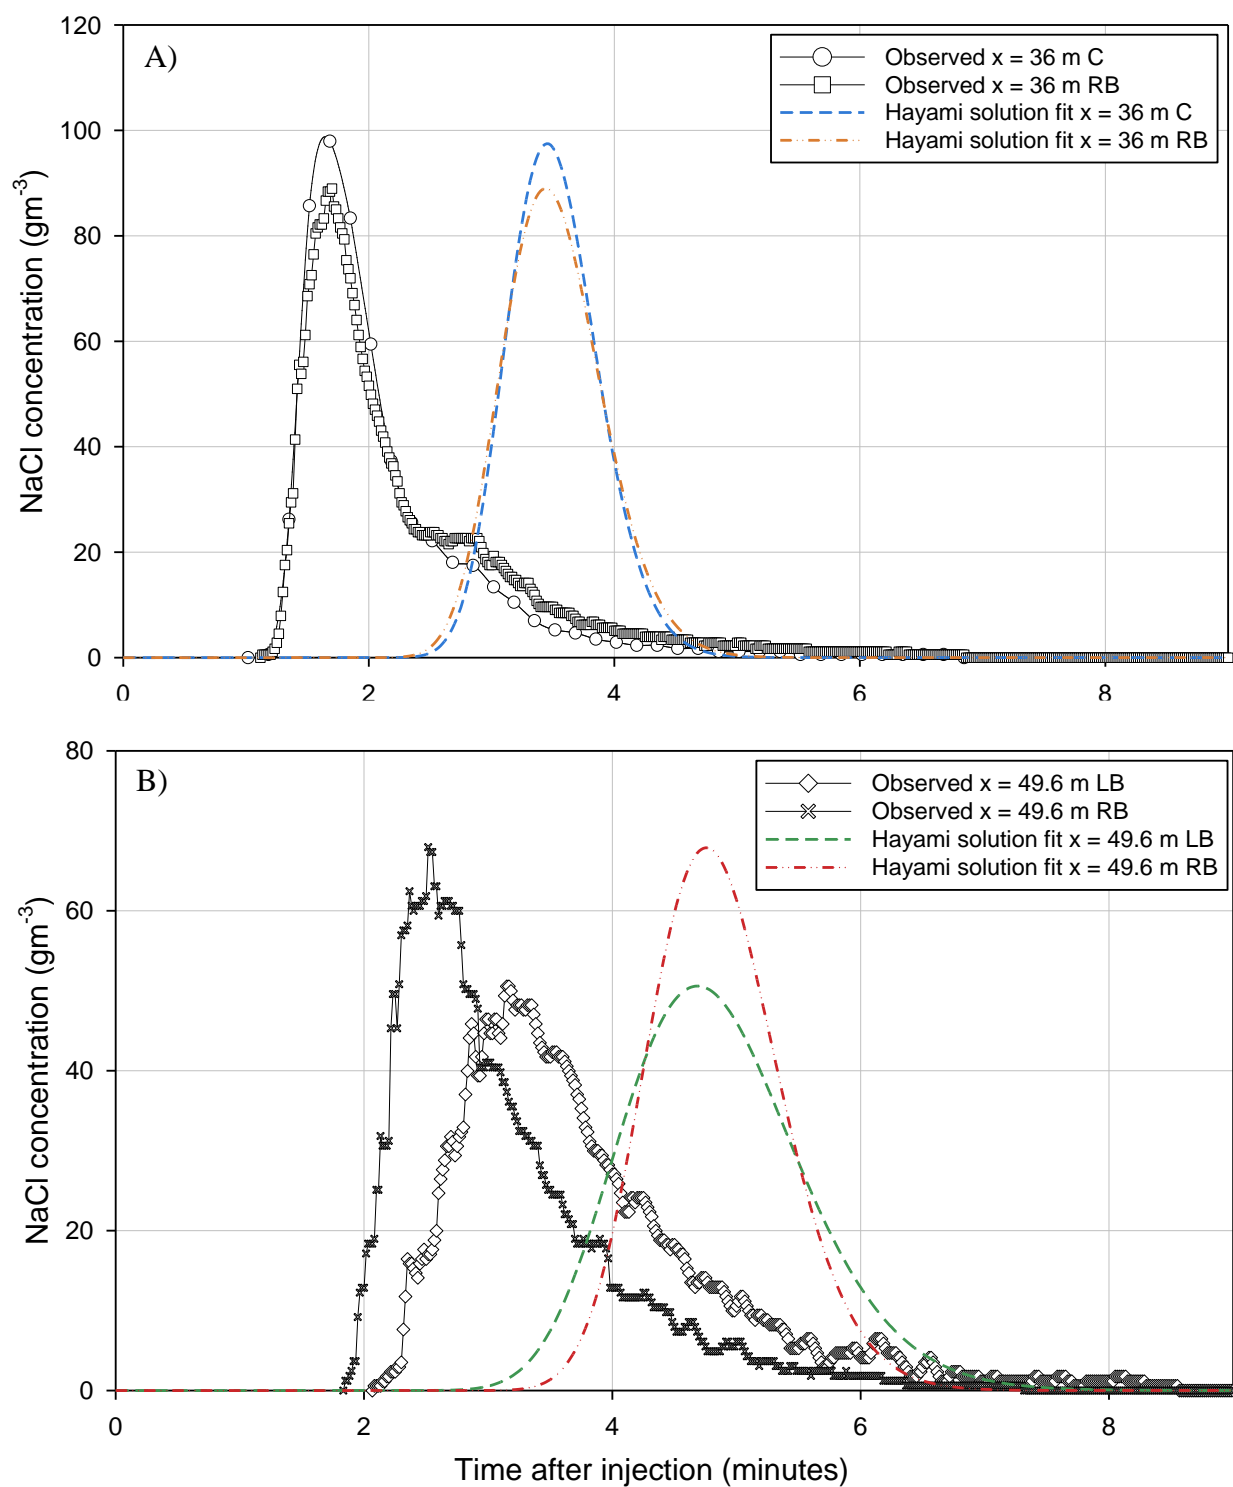 A)
Observed x = 36 m C
Observed x = 36 m RB
Hayami solution fit x = 36 m C
Hayami solution fit x = 36 m RB
NaCl concentration (gm-3)
120
100
80
60
40
20
0
0 2 4 6 8
B)
Observed x = 49.6 m LB
Observed x = 49.6 m RB
Hayami solution fit x = 49.6 m LB
Hayami solution fit x = 49.6 m RB
NaCl concentration (gm-3)
80
60
40
20
0
0 2 4 6 8
Time after injection (minutes)